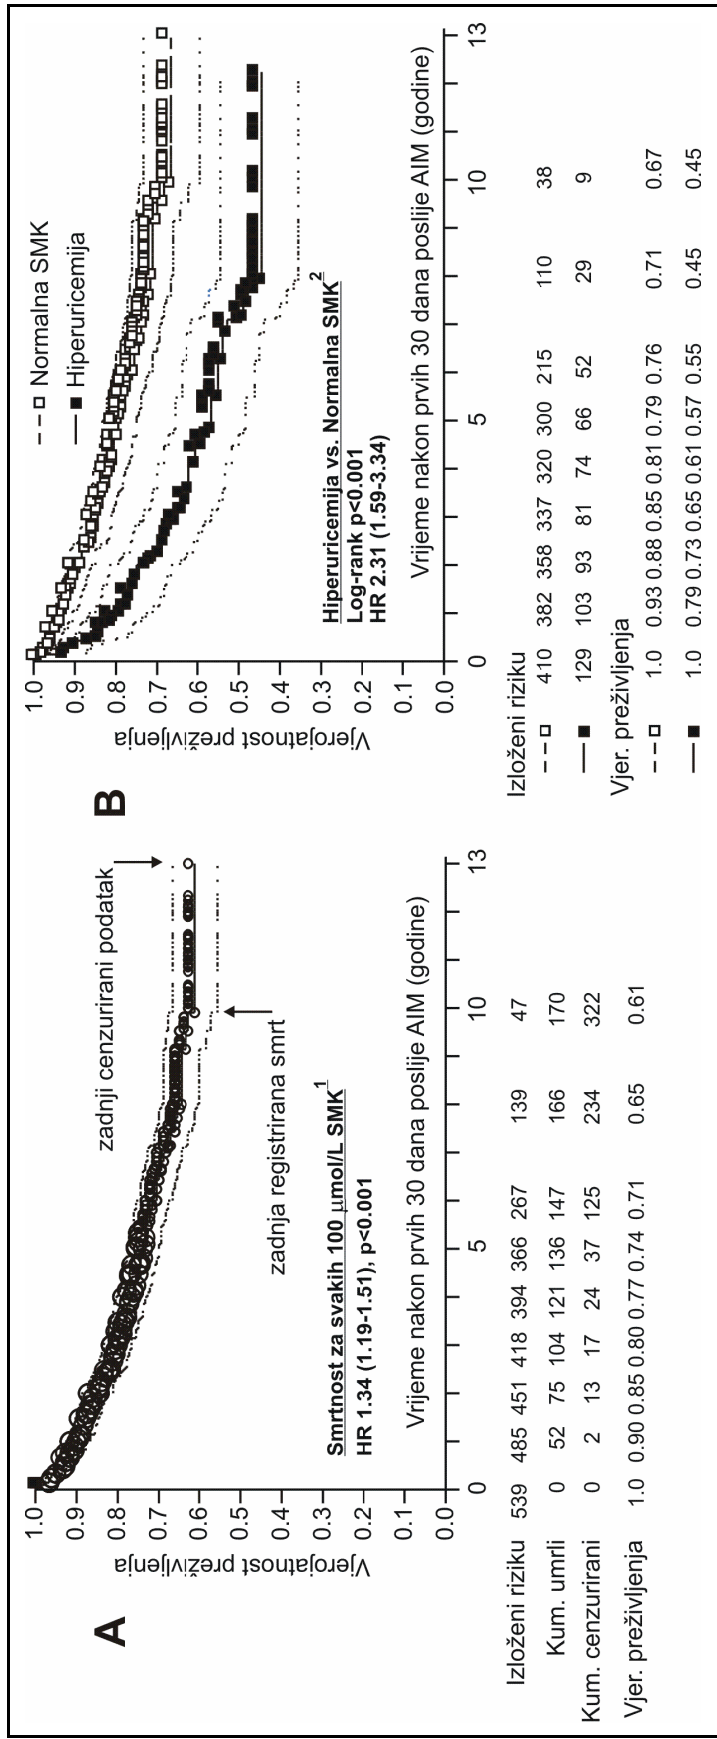 A
Vjerojatnost preživljenja
1.0
0.9
0.8
0.7
0.6
0.5
0.4
0.3
0.2
0.1
0.0
zadnji cenzurirani podatak
zadnja registrirana smrt
Smrtnost za svakih 100 µmol/L SMK1
HR 1.34 (1.19-1.51), p<0.001
Vrijeme nakon prvih 30 dana poslije AIM (godine)
0 5 10 13
Izloženi riziku 539 485 451 418 394 366 267 139 47
Kum. umrli 0 52 75 104 121 136 147 166 170
Kum. cenzurirani 0 2 13 17 24 37 125 234 322
Vjer. preživljenja 1.0 0.90 0.85 0.80 0.77 0.74 0.71 0.65 0.61
B
Vjerojatnost preživljenja
1.0
0.9
0.8
0.7
0.6
0.5
0.4
0.3
0.2
0.1
0.0
Normalna SMK
Hiperuricemija
Hiperuricemija vs. Normalna SMK2
Log-rank p<0.001
HR 2.31 (1.59-3.34)
Vrijeme nakon prvih 30 dana poslije AIM (godine)
0 5 10 13
Izloženi riziku
410 382 358 337 320 300 215 110 38
129 103 93 81 74 66 52 29 9
Vjer. preživljenja
1.0 0.93 0.88 0.85 0.81 0.79 0.76 0.71 0.67
1.0 0.79 0.73 0.65 0.61 0.57 0.55 0.45 0.45